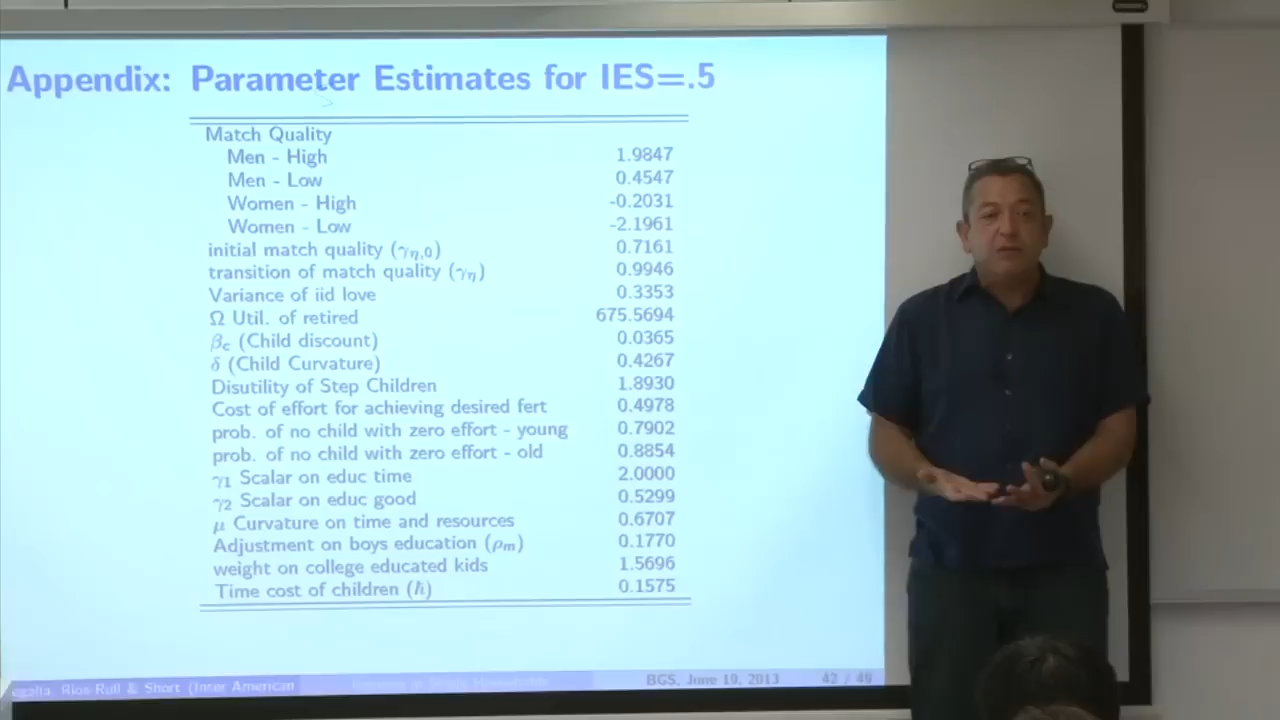 Appendix: Parameter Estimates for IES=.5
Match Quality
Men - High 1.9847
Men - Low 0.4547
Women - High -0.2031
Women - Low -2.1961
initial match quality (γη,0) 0.7161
transition of match quality (γη) 0.9946
Variance of iid love 0.3353
Ω Util. of retired 675.5694
βc (Child discount) 0.0365
δ (Child Curvature) 0.4267
Disutility of Step Children 1.8930
Cost of effort for achieving desired fert 0.4978
prob. of no child with zero effort - young 0.7902
prob. of no child with zero effort - old 0.8854
γ1 Scalar on educ time 2.0000
γ2 Scalar on educ good 0.5299
μ Curvature on time and resources 0.6707
Adjustment on boys education (ρm) 0.1770
weight on college educated kids 1.5696
Time cost of children (ħ) 0.1575
Rios Rull & Short (Inter American BGS, June 19, 2013 42 / 49